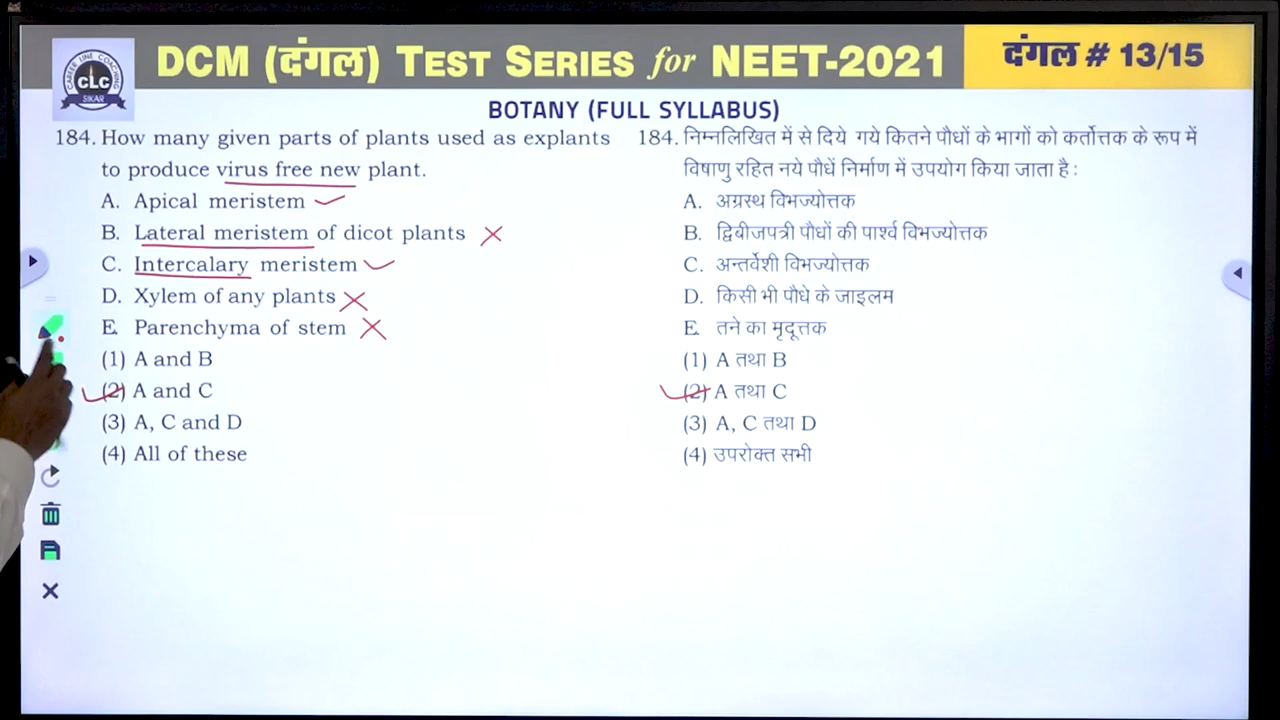 DCM (दंगल) TEST SERIES for NEET-2021
दंगल # 13/15
CAREER LINE COACHING
CLC
SIKAR
BOTANY (FULL SYLLABUS)
184. How many given parts of plants used as explants
to produce virus free new plant.
A. Apical meristem
B. Lateral meristem of dicot plants
C. Intercalary meristem
D. Xylem of any plants
E. Parenchyma of stem
(1) A and B
(2) A and C
(3) A, C and D
(4) All of these
184. निम्नलिखित में से दिये गये कितने पौधों के भागों को कर्तोत्तक के रूप में
विषाणु रहित नये पौधें निर्माण में उपयोग किया जाता है :
A. अग्रस्थ विभज्योत्तक
B. द्विबीजपत्री पौधों की पार्श्व विभज्योत्तक
C. अन्तर्वेशी विभज्योत्तक
D. किसी भी पौधे के जाइलम
E. तने का मृदूत्तक
(1) A तथा B
(2) A तथा C
(3) A, C तथा D
(4) उपरोक्त सभी